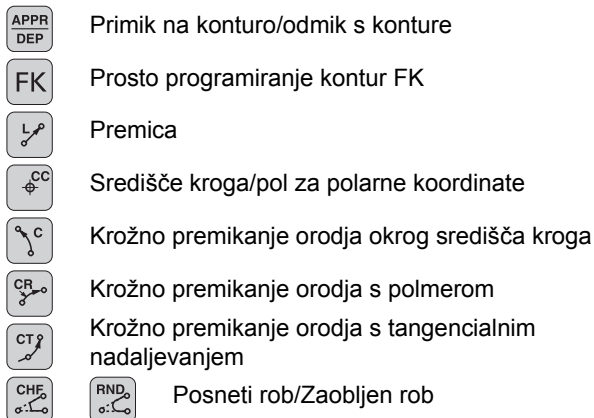 APPR
DEP
Primik na konturo/odmik s konture
FK
Prosto programiranje kontur FK
L
Premica
CC
Središče kroga/pol za polarne koordinate
C
Krožno premikanje orodja okrog središča kroga
CR
Krožno premikanje orodja s polmerom
CT
Krožno premikanje orodja s tangencialnim
nadaljevanjem
CHF RND Posneti rob/Zaobljen rob